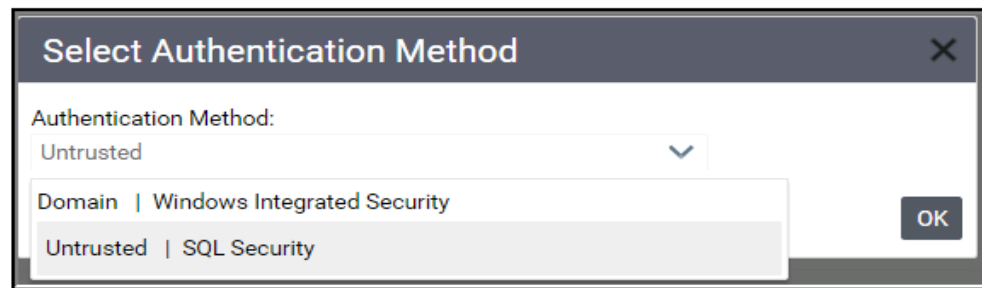 Select Authentication Method
Authentication Method:
Untrusted
Domain | Windows Integrated Security
Untrusted | SQL Security
OK